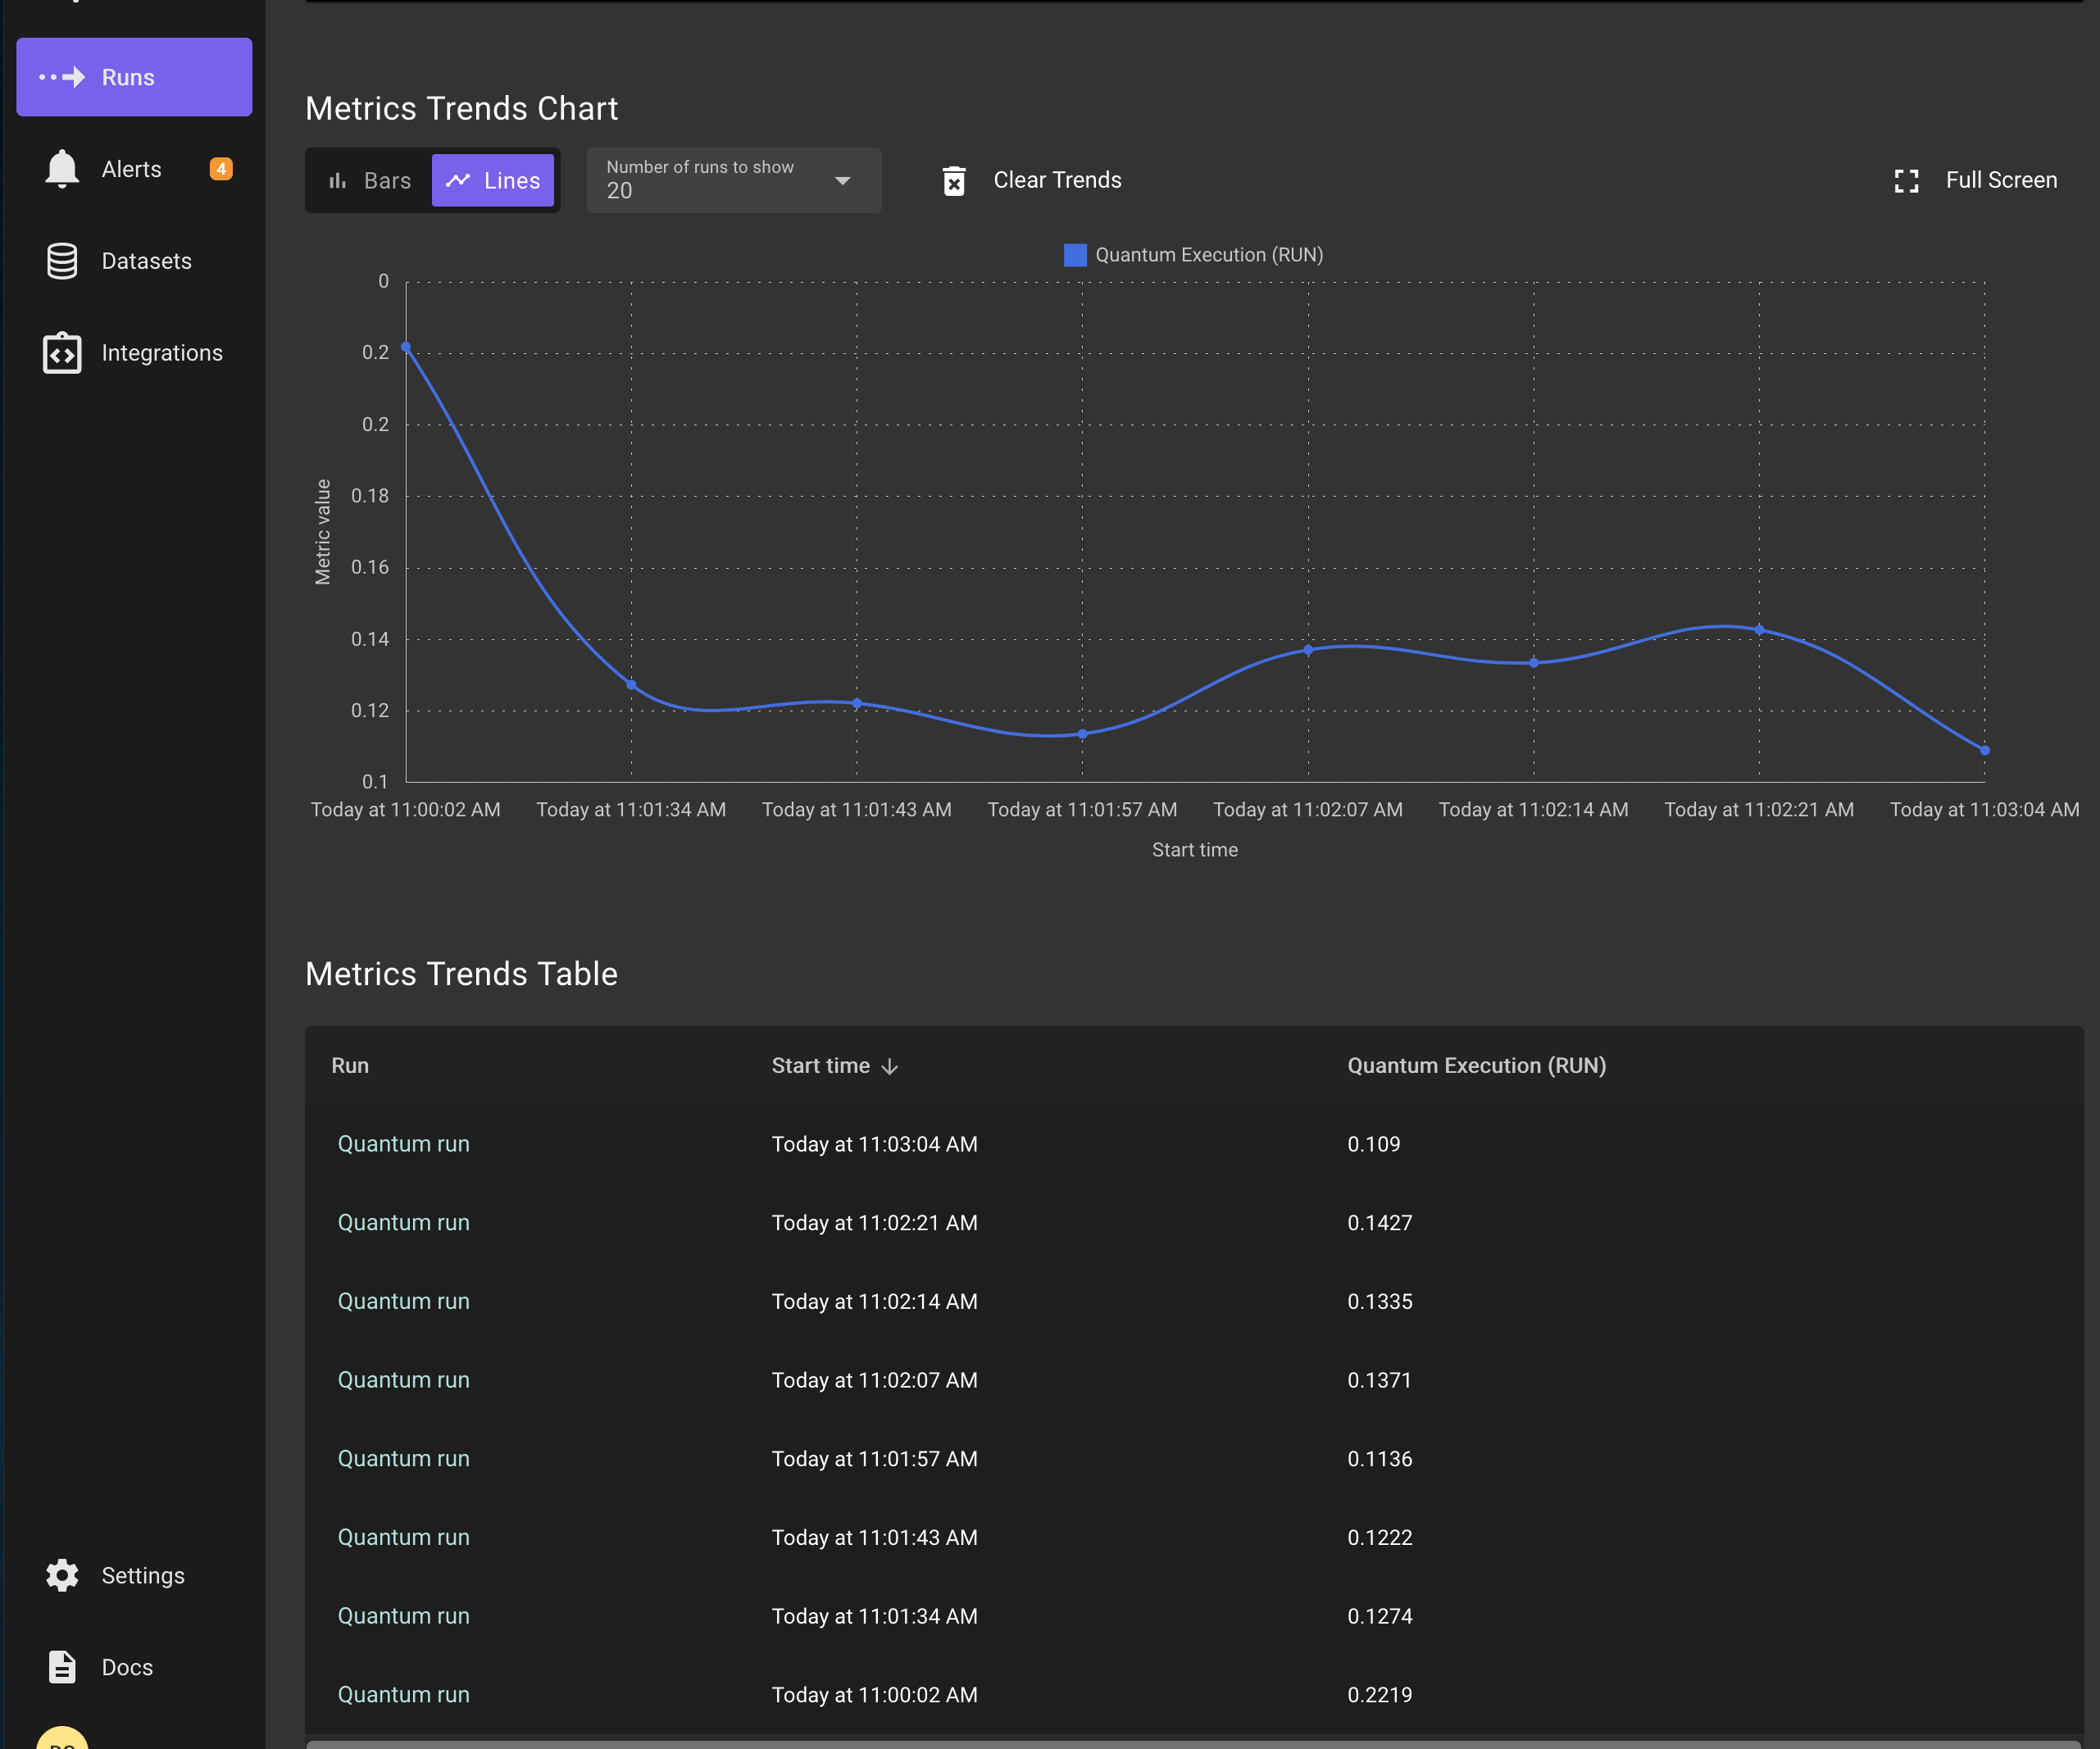 Runs
Alerts
4
Datasets
Integrations
Settings
Docs
Metrics Trends Chart
Bars
Lines
Number of runs to show
20
Clear Trends
Full Screen
Quantum Execution (RUN)
Metric value
0
0.2
0.2
0.18
0.16
0.14
0.12
0.1
Today at 11:00:02 AM Today at 11:01:34 AM Today at 11:01:43 AM Today at 11:01:57 AM Today at 11:02:07 AM Today at 11:02:14 AM Today at 11:02:21 AM Today at 11:03:04 AM
Start time
Metrics Trends Table
Run Start time Quantum Execution (RUN)
Quantum run Today at 11:03:04 AM 0.109
Quantum run Today at 11:02:21 AM 0.1427
Quantum run Today at 11:02:14 AM 0.1335
Quantum run Today at 11:02:07 AM 0.1371
Quantum run Today at 11:01:57 AM 0.1136
Quantum run Today at 11:01:43 AM 0.1222
Quantum run Today at 11:01:34 AM 0.1274
Quantum run Today at 11:00:02 AM 0.2219